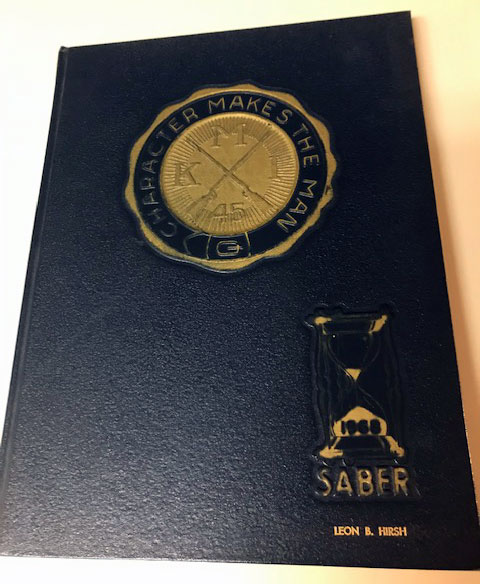 CHARACTER MAKES THE MAN
K M I
45
G
1968
SABER
LEON B. HIRSH